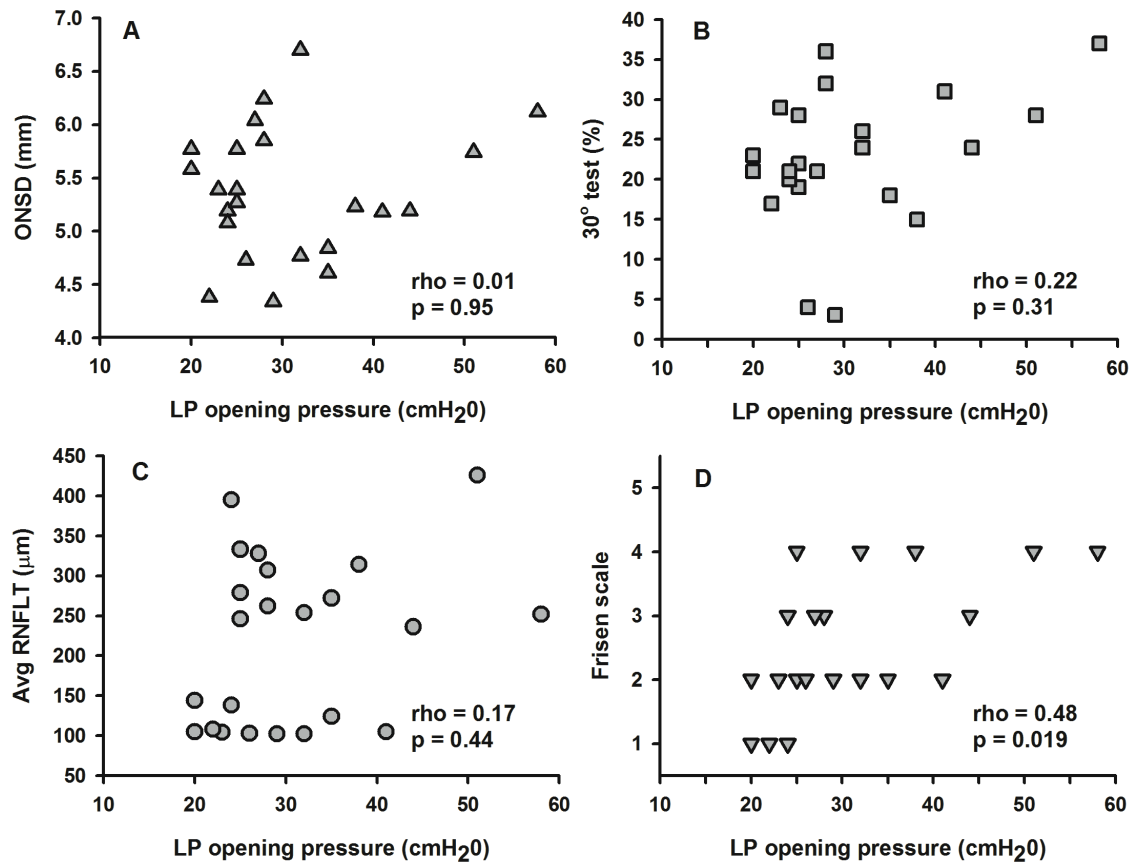 A
7.0
6.5
6.0
5.5
5.0
4.5
4.0
ONSD (mm)
rho = 0.01
p = 0.95
10 20 30 40 50 60
LP opening pressure (cmH20)
B
40
35
30
25
20
15
10
5
0
30o test (%)
rho = 0.22
p = 0.31
10 20 30 40 50 60
LP opening pressure (cmH20)
C
450
400
350
300
250
200
150
100
50
Avg RNFLT (μm)
rho = 0.17
p = 0.44
10 20 30 40 50 60
LP opening pressure (cmH20)
D
5
4
3
2
1
Frisen scale
rho = 0.48
p = 0.019
10 20 30 40 50 60
LP opening pressure (cmH20)